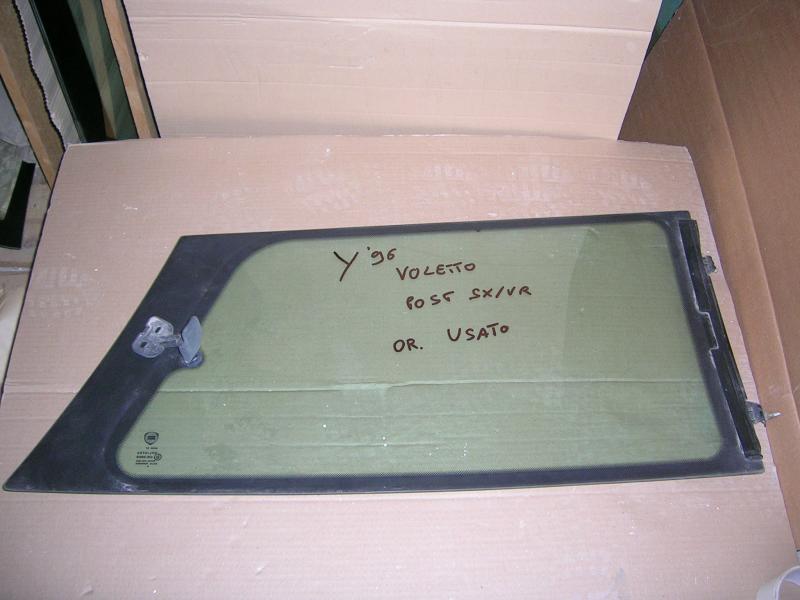 Y '96
VOLETTO
POST SX/VR
OR. USATO